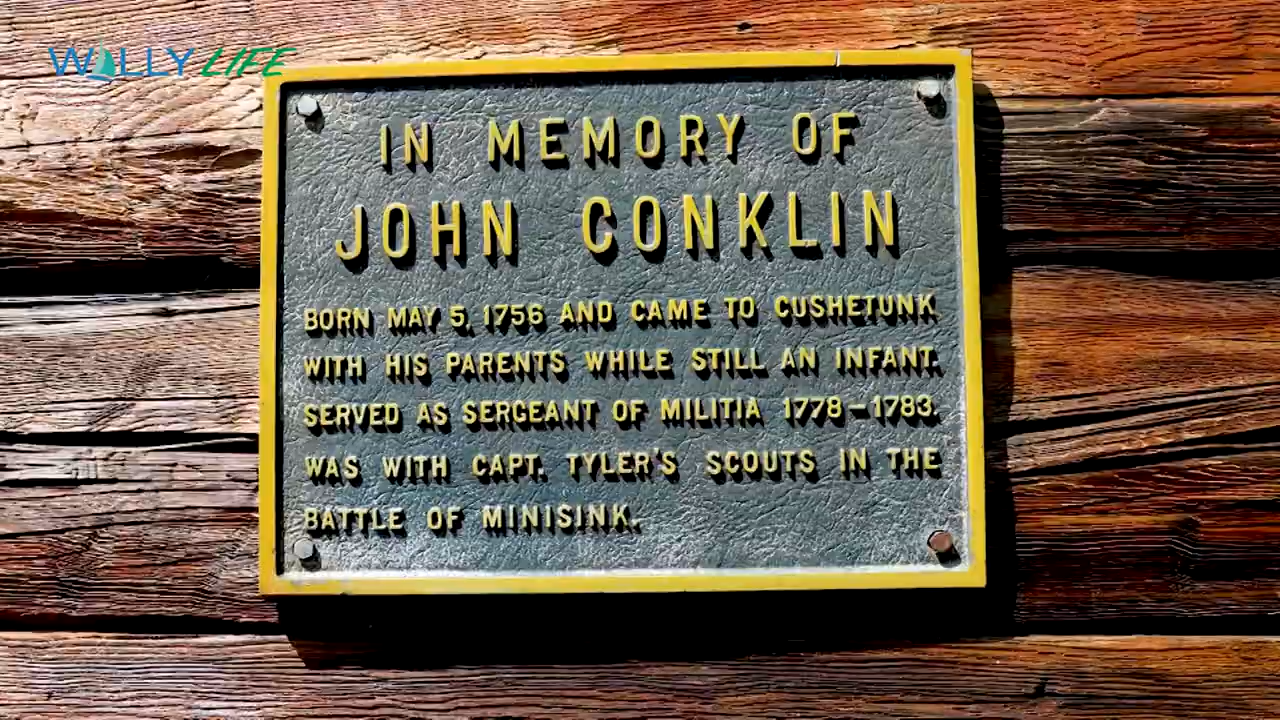 WALLY LIFE
IN MEMORY OF
JOHN CONKLIN
BORN MAY 5, 1756 AND CAME TO CUSHETUNK
WITH HIS PARENTS WHILE STILL AN INFANT.
SERVED AS SERGEANT OF MILITIA 1778-1783.
WAS WITH CAPT. TYLER'S SCOUTS IN THE
BATTLE OF MINISINK.